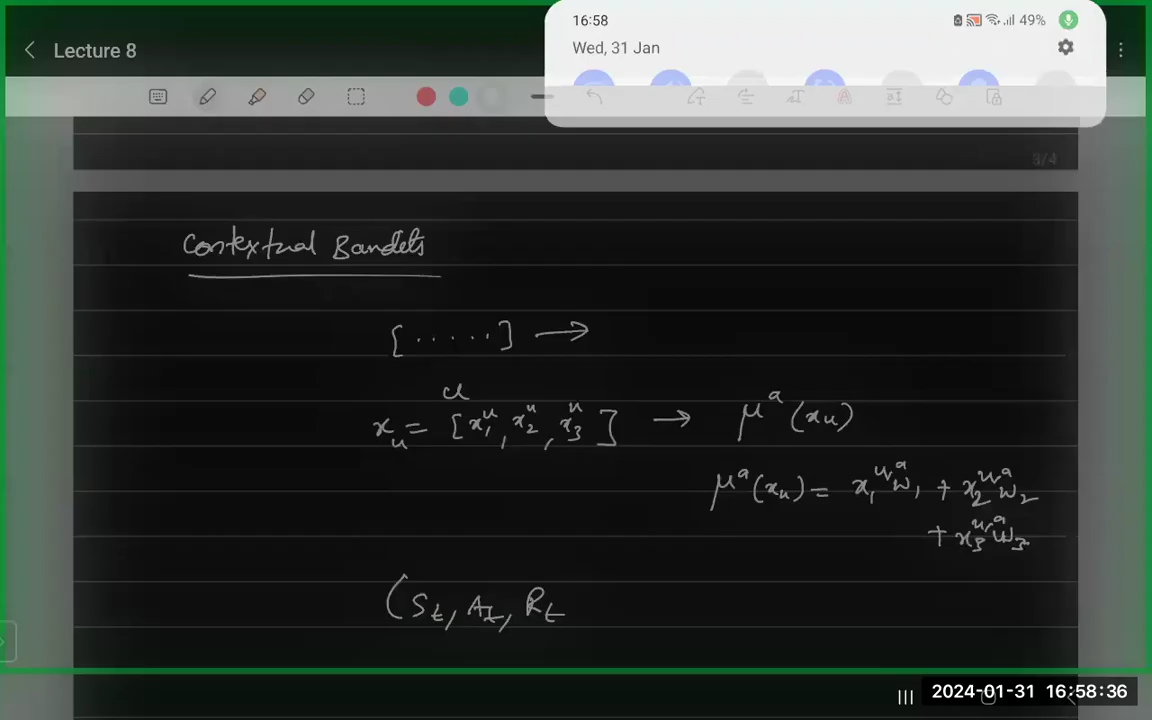 16:58
49%
Wed, 31 Jan
Lecture 8
3/4
Contextual Bandits
[ . . . . . ] →
u
x_u = [x_1^u, x_2^u, x_3^u] → μ^a (x_u)
μ^a (x_u) = x_1^u w_1^a + x_2^u w_2^a
+ x_3^u w_3^a
(S_t, A_t, R_t
2024-01-31 16:58:36